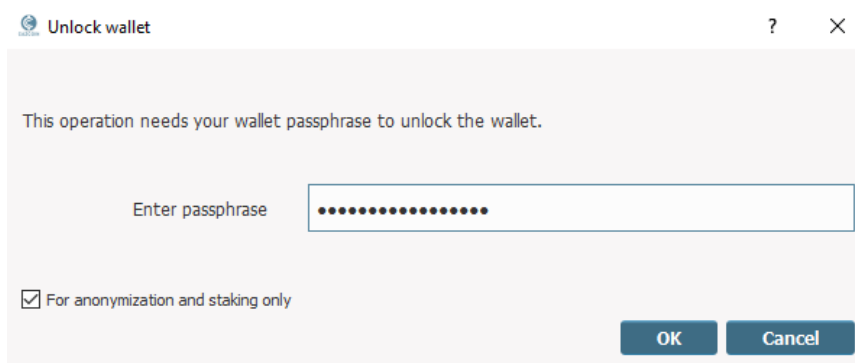 Unlock wallet
?
This operation needs your wallet passphrase to unlock the wallet.
Enter passphrase •••••••••••••••••
For anonymization and staking only
OK Cancel